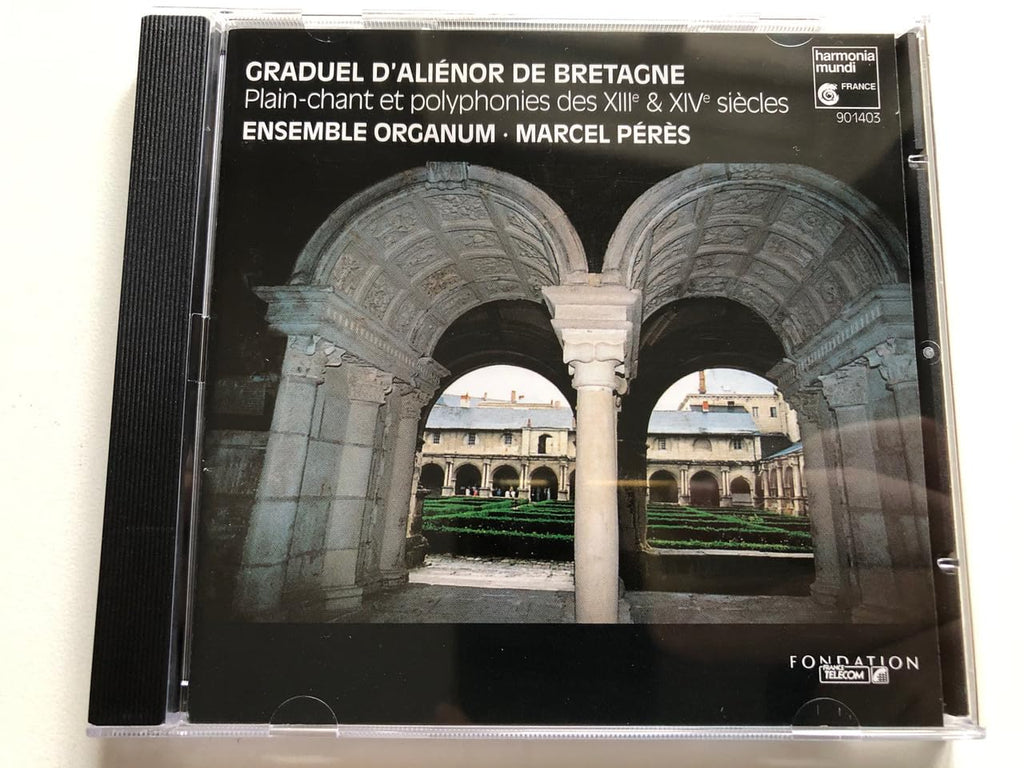 GRADUEL D'ALIÉNOR DE BRETAGNE
Plain-chant et polyphonies des XIIIe & XIVe siècles
ENSEMBLE ORGANUM · MARCEL PÉRÈS
harmonia
mundi
FRANCE
901403
FONDATION
FRANCE
TELECOM